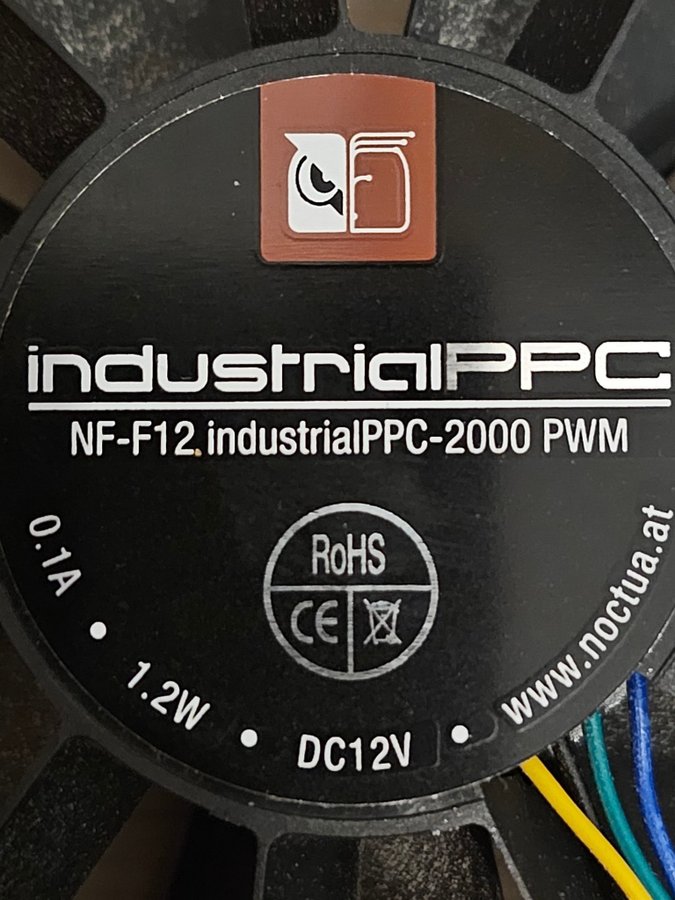 industrialPPC
NF-F12 industrialPPC-2000 PWM
RoHS
CE
0.1A • 1.2W • DC12V • www.noctua.at